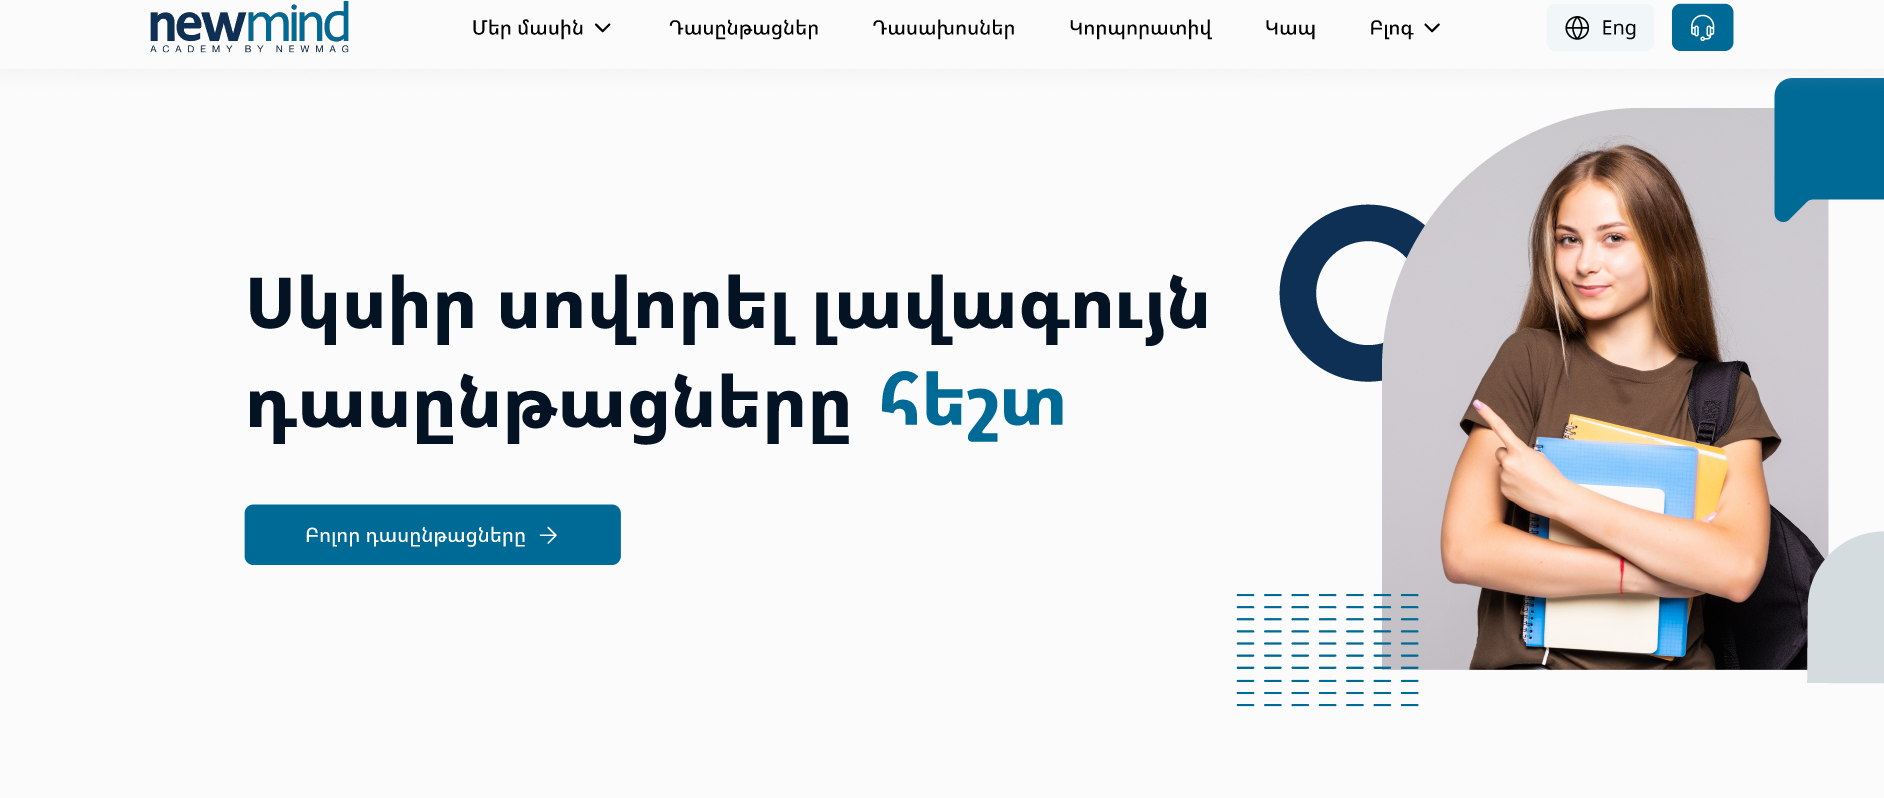 newmind
ACADEMY BY NEWMAG
Մեր մասին
Դասընթացներ
Դասախոսներ
Կորպորատիվ
Կապ
Բլոգ
Eng
Սկսիր սովորել լավագույն
դասընթացները հեշտ
Բոլոր դասընթացները →